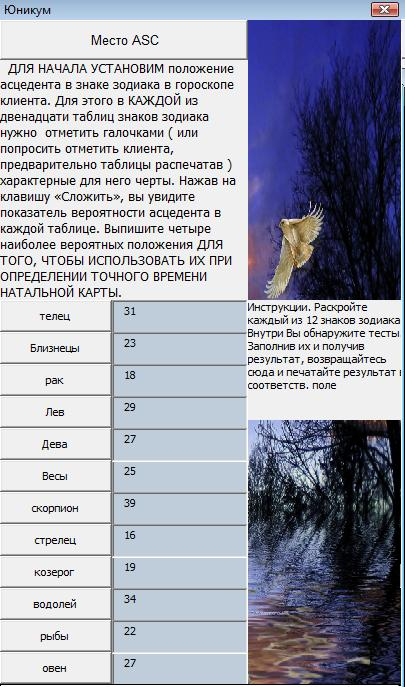 Юникум
Место ASC
ДЛЯ НАЧАЛА УСТАНОВИМ положение
асцедента в знаке зодиака в гороскопе
клиента. Для этого в КАЖДОЙ из
двенадати таблиц знаков зодиака
нужно отметить галочками ( или
попросить отметить клиента,
предварительно таблицы распечатав )
характерные для него черты. Нажав на
клавишу «Сложить», вы увидите
показатель вероятности асцедента в
каждой таблице. Выпишите четыре
наиболее вероятных положения ДЛЯ
ТОГО, ЧТОБЫ ИСПОЛЬЗОВАТЬ ИХ ПРИ
ОПРЕДЕЛЕНИИ ТОЧНОГО ВРЕМЕНИ
НАТАЛЬНОЙ КАРТЫ.
телец 31
Близнецы 23
рак 18
Лев 29
Дева 27
Весы 25
скорпион 39
стрелец 16
козерог 19
водолей 34
рыбы 22
овен 27
Инструкции. Раскройте
каждый из 12 знаков зодиака
Внутри Вы обнаружите тесты
Заполнив их и получив
результат, возвращайтесь
сюда и печатайте результат в
соответств. поле